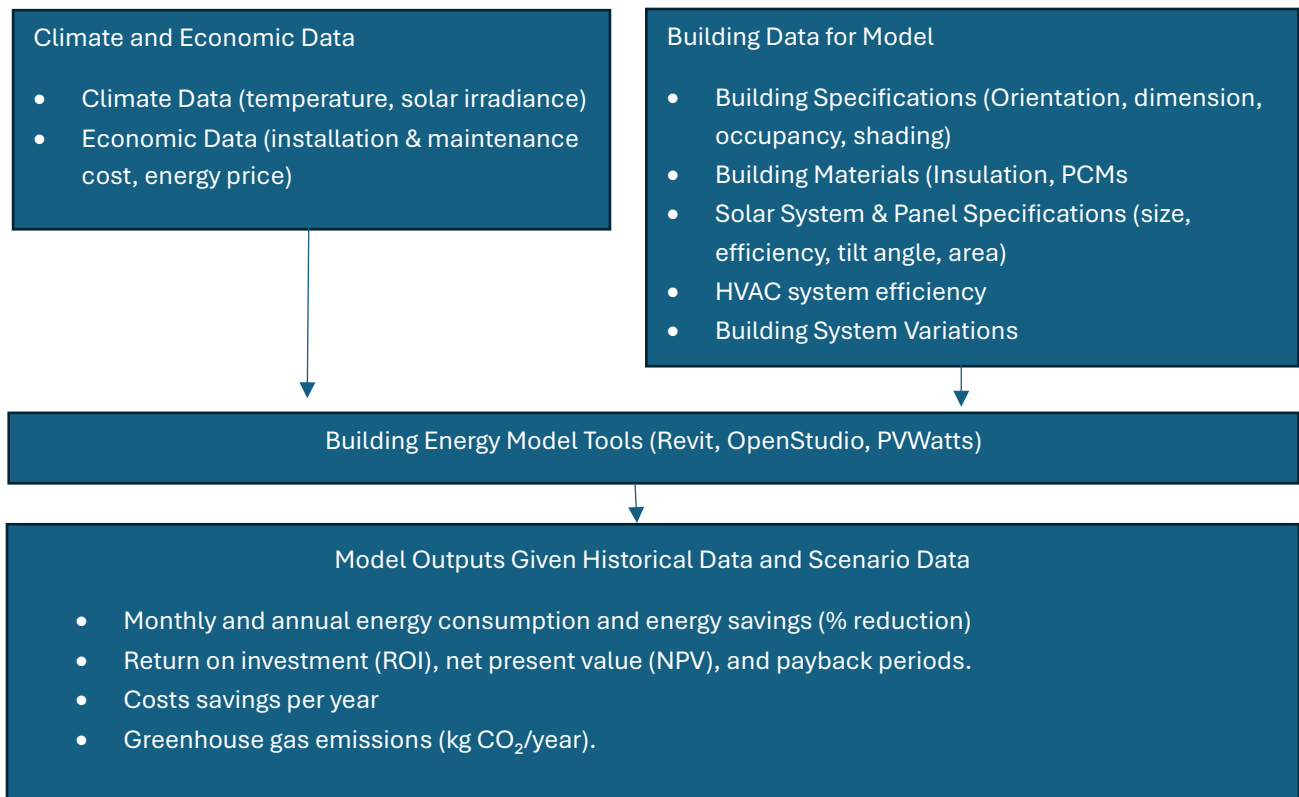 Climate and Economic Data
• Climate Data (temperature, solar irradiance)
• Economic Data (installation & maintenance
cost, energy price)
Building Data for Model
• Building Specifications (Orientation, dimension,
occupancy, shading)
• Building Materials (Insulation, PCMs
• Solar System & Panel Specifications (size,
efficiency, tilt angle, area)
• HVAC system efficiency
• Building System Variations
Building Energy Model Tools (Revit, OpenStudio, PVWatts)
Model Outputs Given Historical Data and Scenario Data
• Monthly and annual energy consumption and energy savings (% reduction)
• Return on investment (ROI), net present value (NPV), and payback periods.
• Costs savings per year
• Greenhouse gas emissions (kg CO₂/year).